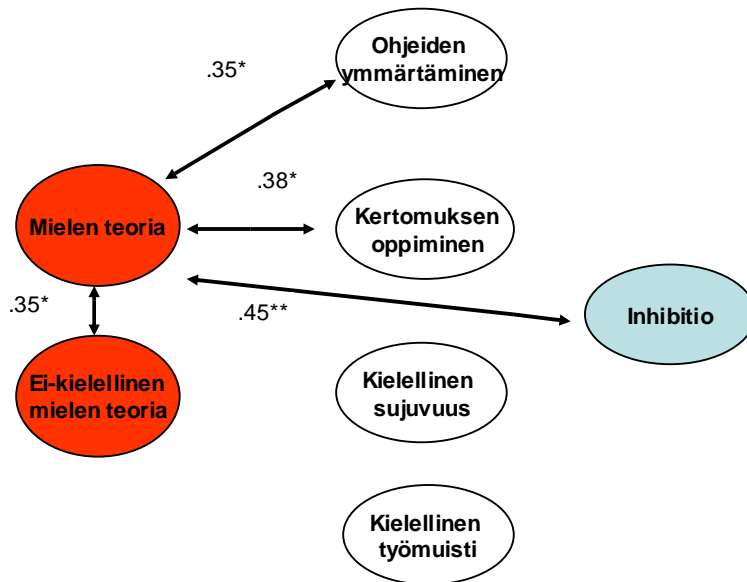 Ohjeiden
ymmärtäminen
.35*
.38*
Mielen teoria
Kertomuksen
oppiminen
.35*
.45**
Inhibitio
Ei-kielellinen
mielen teoria
Kielellinen
sujuvuus
Kielellinen
työmuisti